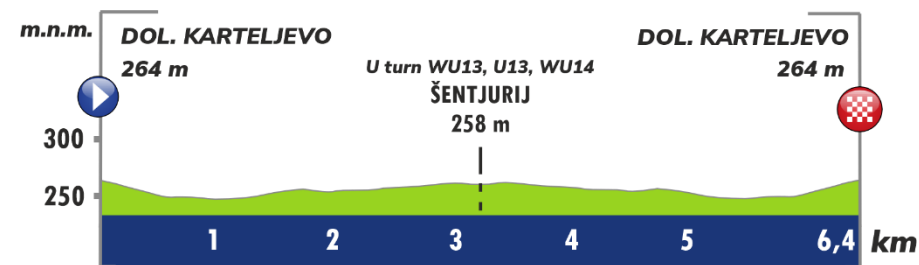 m.n.m.
DOL. KARTELJEVO
264 m
U turn WU13, U13, WU14
ŠENTJURIJ
258 m
DOL. KARTELJEVO
264 m
300
250
1 2 3 4 5 6,4 km